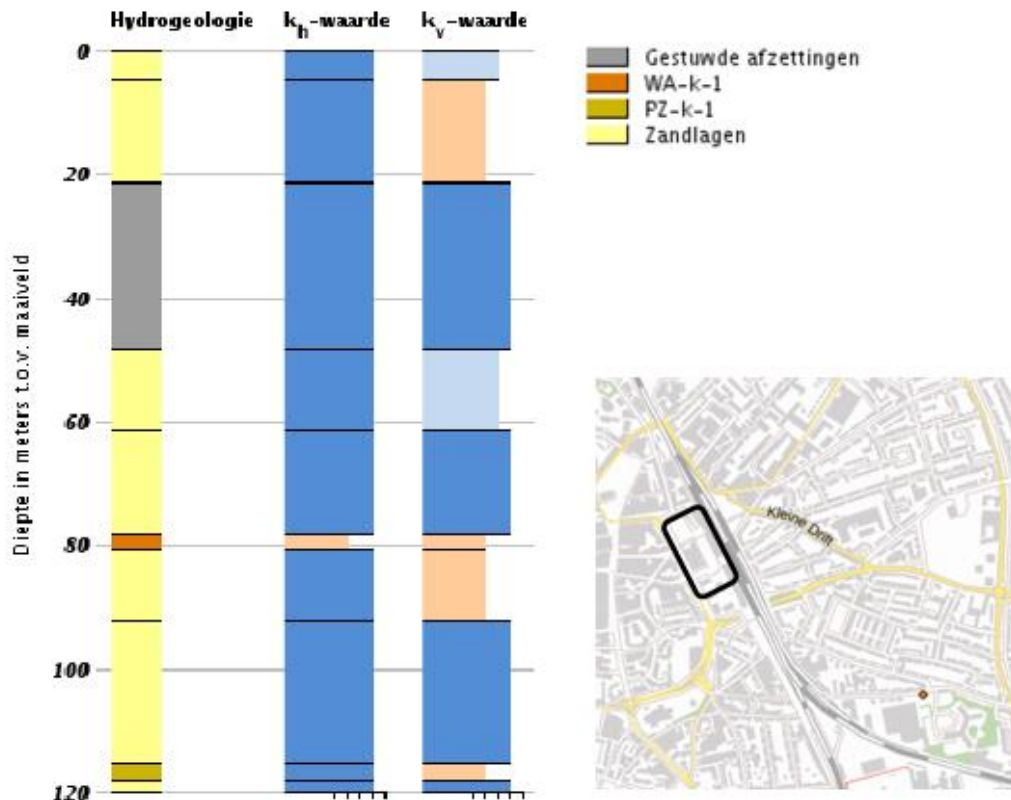 Hydrogeologie kh-waarde kv-waarde
0
20
40
60
80
100
120
Diepte in meters t.o.v. maaiveld
Gestuwde afzettingen
WA-k-1
PZ-k-1
Zandlagen
Kleine Drift